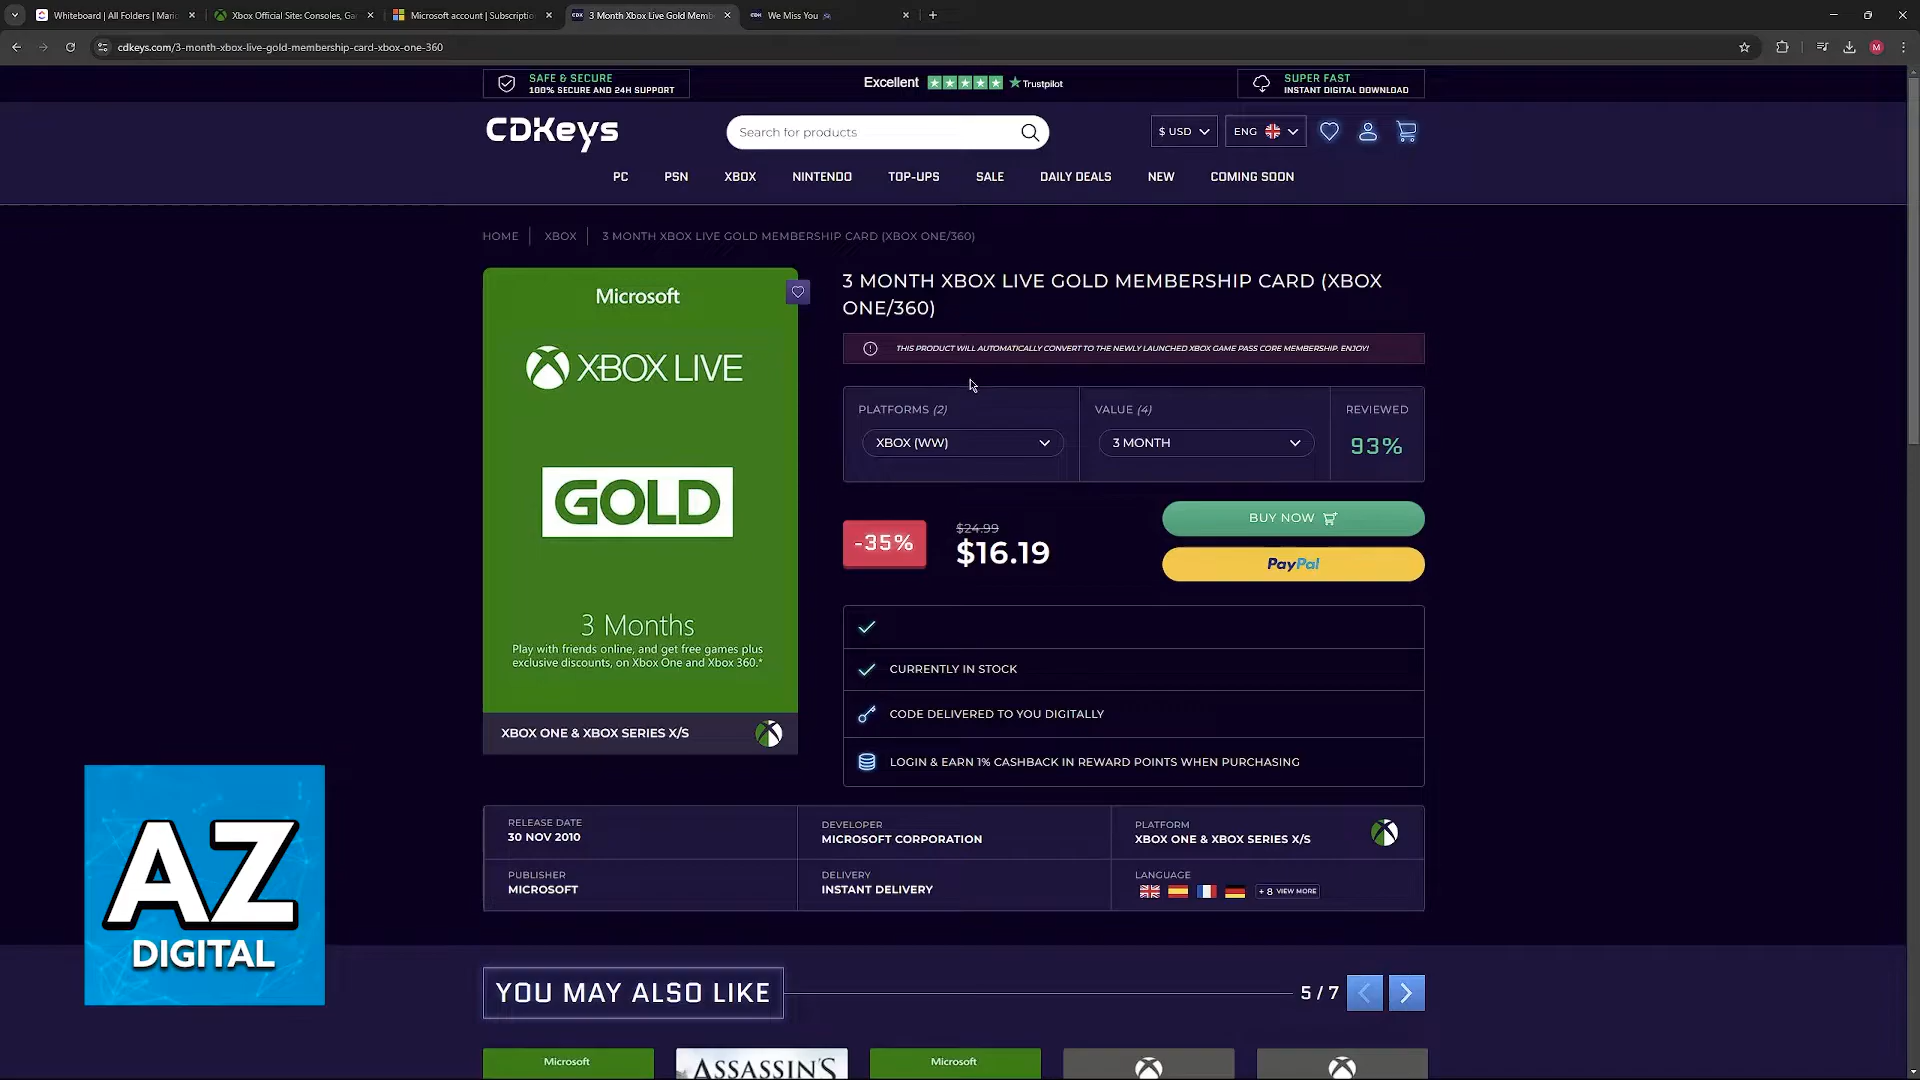 Whiteboard | All Folders | Mari
Xbox Official Site: Consoles, Ga
Microsoft account | Subscriptio
3 Month Xbox Live Gold Memb
We Miss You
cdkeys.com/3-month-xbox-live-gold-membership-card-xbox-one-360
M
SAFE & SECURE
100% SECURE AND 24H SUPPORT
Excellent Trustpilot
SUPER FAST
INSTANT DIGITAL DOWNLOAD
CDKeys
Search for products
$ USD
ENG
PC PSN XBOX NINTENDO TOP-UPS SALE DAILY DEALS NEW COMING SOON
HOME XBOX 3 MONTH XBOX LIVE GOLD MEMBERSHIP CARD (XBOX ONE/360)
Microsoft
XBOX LIVE
GOLD
3 Months
Play with friends online, and get free games plus
exclusive discounts, on Xbox One and Xbox 360.*
XBOX ONE & XBOX SERIES X/S
3 MONTH XBOX LIVE GOLD MEMBERSHIP CARD (XBOX
ONE/360)
THIS PRODUCT WILL AUTOMATICALLY CONVERT TO THE NEWLY LAUNCHED XBOX GAME PASS CORE MEMBERSHIP. ENJOY!
PLATFORMS (2)
XBOX (WW)
VALUE (4)
3 MONTH
REVIEWED
93%
-35%
$24.99
$16.19
BUY NOW
PayPal
CURRENTLY IN STOCK
CODE DELIVERED TO YOU DIGITALLY
LOGIN & EARN 1% CASHBACK IN REWARD POINTS WHEN PURCHASING
RELEASE DATE
30 NOV 2010
DEVELOPER
MICROSOFT CORPORATION
PLATFORM
XBOX ONE & XBOX SERIES X/S
PUBLISHER
MICROSOFT
DELIVERY
INSTANT DELIVERY
LANGUAGE
+ 8 VIEW MORE
AZ
DIGITAL
YOU MAY ALSO LIKE
5 / 7
Microsoft
ASSASSIN'S
Microsoft